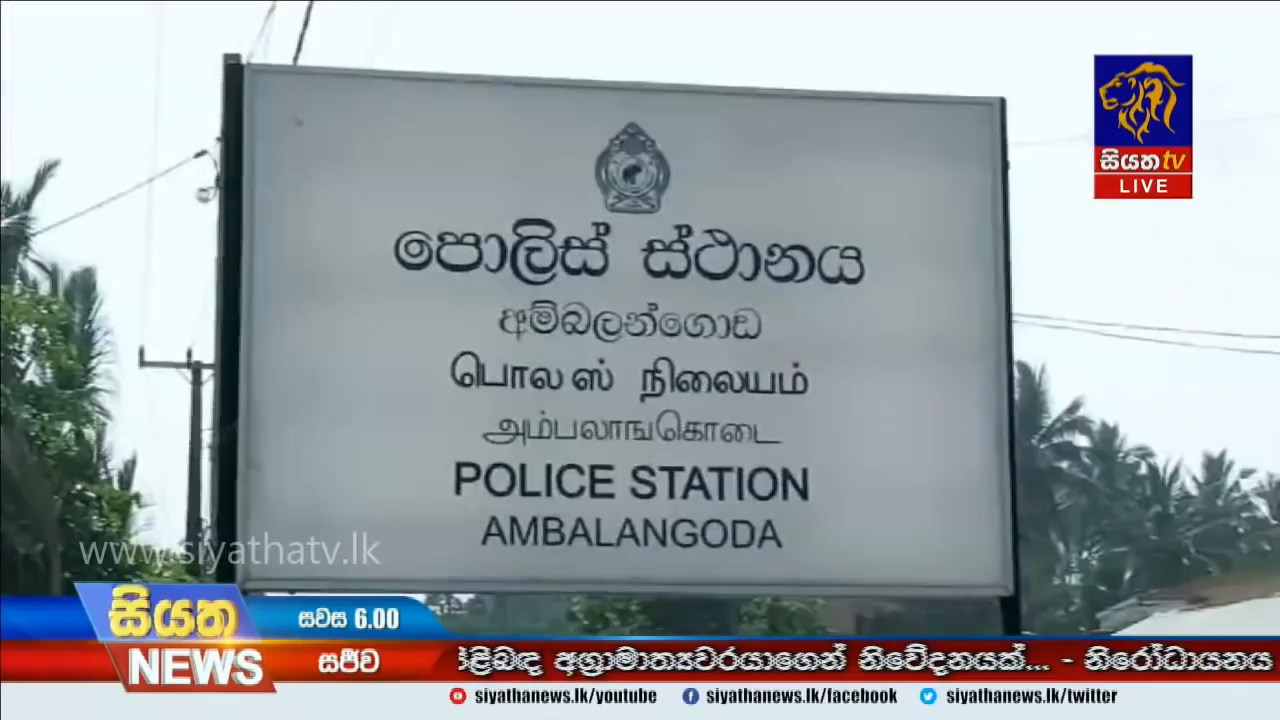 සියත tv
LIVE
පොලිස් ස්ථානය
අම්බලන්ගොඩ
பொலஸ் நிலையம்
அம்பலாங்கொடை
POLICE STATION
AMBALANGODA
www.siyathatv.lk
සියත
NEWS
සවස 6.00
සජීව
පිළිබඳ අග්‍රාමාත්‍යවරයාගෙන් නිවේදනයක්... - නිරෝධායනය
siyathanews.lk/youtube
siyathanews.lk/facebook
siyathanews.lk/twitter